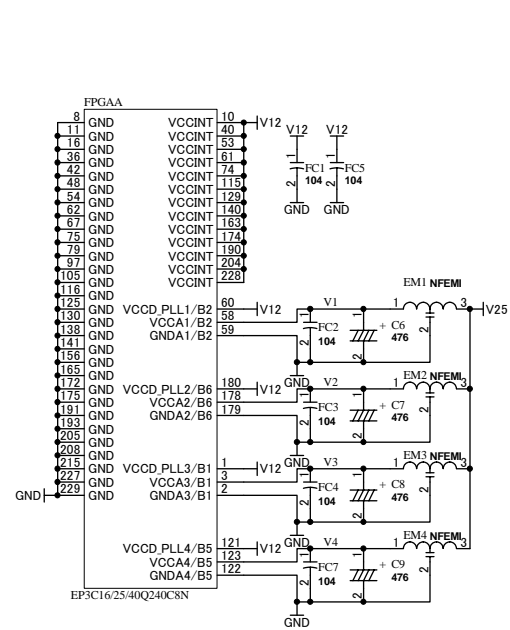 FPGAA
8 GND VCCINT 10 V12
11 GND VCCINT 40
16 GND VCCINT 53
36 GND VCCINT 61
42 GND VCCINT 74
48 GND VCCINT 115
54 GND VCCINT 129
62 GND VCCINT 140
67 GND VCCINT 163
75 GND VCCINT 174
79 GND VCCINT 190
97 GND VCCINT 204
105 GND VCCINT 228
116 GND
125 GND VCCD_PLL1/B2 60 V12
130 GND VCCA1/B2 58
138 GND GNDA1/B2 59
141 GND
156 GND
165 GND
172 GND VCCD_PLL2/B6 180 V12
175 GND VCCA2/B6 178
191 GND GNDA2/B6 179
193 GND
205 GND
208 GND
215 GND VCCD_PLL3/B1 1 V12
227 GND VCCA3/B1 3
GND 229 GND GNDA3/B1 2
VCCD_PLL4/B5 121 V12
VCCA4/B5 123
GNDA4/B5 122
EP3C16/25/40Q240C8N
V12 V12
1 1
FC1 FC5
104 104
2 2
GND GND
EM1 NFEMI
V1 1 3 V25
1 1 2
FC2 + C6
104 476
2 2
GND
EM2 NFEMI
V2 1 3
1 1 2
FC3 + C7
104 476
2 2
GND
EM3 NFEMI
V3 1 3
1 1 2
FC4 + C8
104 476
2 2
GND
EM4 NFEMI
V4 1 3
1 1 2
FC7 + C9
104 476
2 2
GND